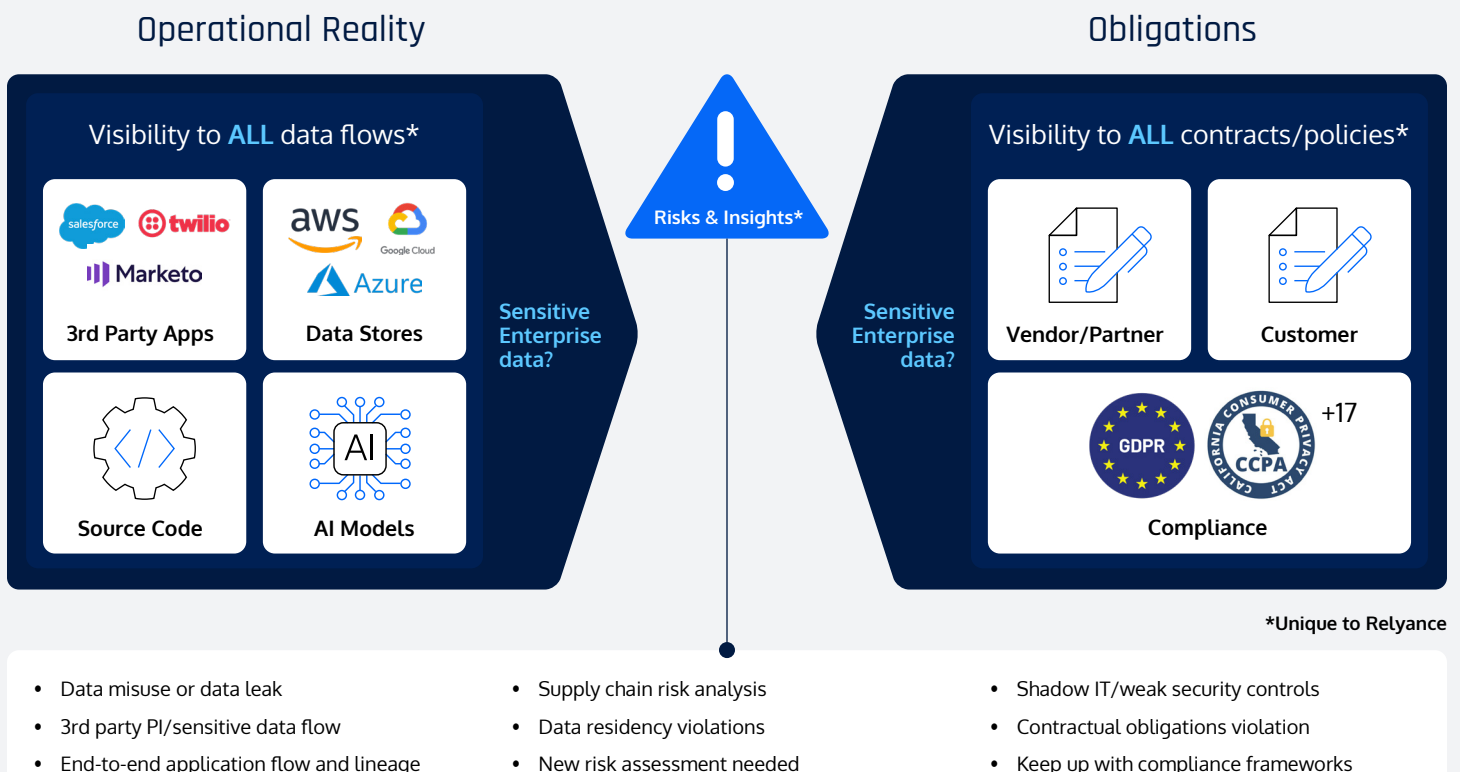 Operational Reality
Obligations
Visibility to ALL data flows*
salesforce
twilio
Marketo
3rd Party Apps
aws
Google Cloud
Azure
Data Stores
</>
Source Code
AI
AI Models
Sensitive
Enterprise
data?
Risks & Insights*
Sensitive
Enterprise
data?
Visibility to ALL contracts/policies*
Vendor/Partner
Customer
GDPR
CALIFORNIA CONSUMER PRIVACY ACT
CCPA
+17
Compliance
*Unique to Relyance
• Data misuse or data leak
• 3rd party PI/sensitive data flow
• End-to-end application flow and lineage
• Supply chain risk analysis
• Data residency violations
• New risk assessment needed
• Shadow IT/weak security controls
• Contractual obligations violation
• Keep up with compliance frameworks